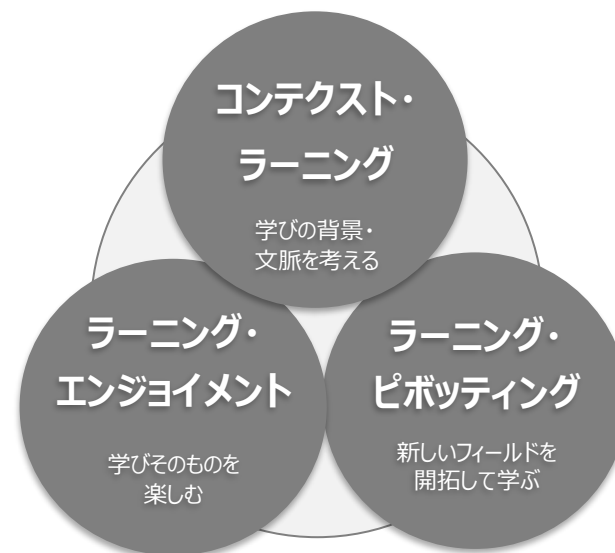 コンテクスト・
ラーニング
学びの背景・
文脈を考える
ラーニング・
エンジョイメント
学びそのものを
楽しむ
ラーニング・
ピボッティング
新しいフィールドを
開拓して学ぶ